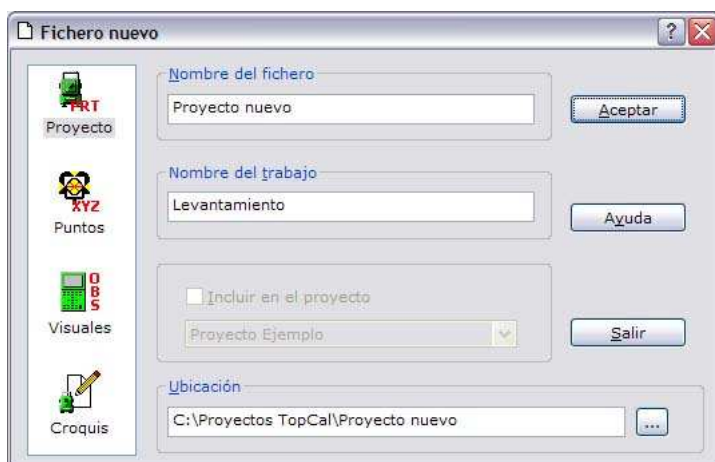 Fichero nuevo
?
PRT
Proyecto
XYZ
Puntos
OBS
Visuales
Croquis
Nombre del fichero
Proyecto nuevo
Nombre del trabajo
Levantamiento
Incluir en el proyecto
Proyecto Ejemplo
Ubicación
C:\Proyectos TopCal\Proyecto nuevo
...
Aceptar
Ayuda
Salir